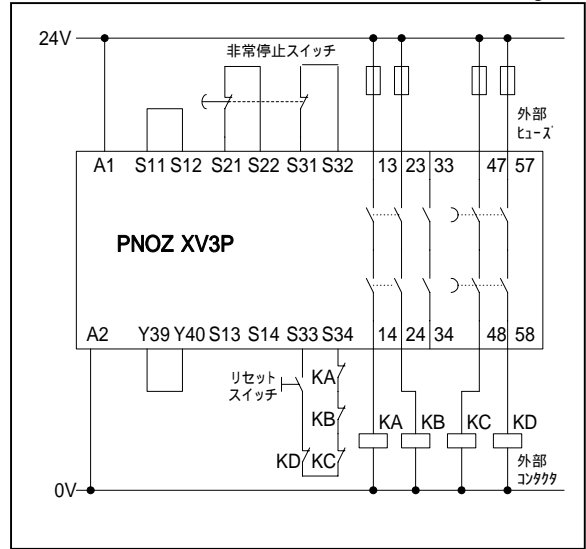 24V
非常停止スイッチ
外部
ヒューズ
A1 S11 S12 S21 S22 S31 S32 13 23 33 47 57
PNOZ XV3P
A2 Y39 Y40 S13 S14 S33 S34 14 24 34 48 58
リセット
スイッチ
KA
KB
KD KC
KA KB KC KD
外部
コンタクタ
0V